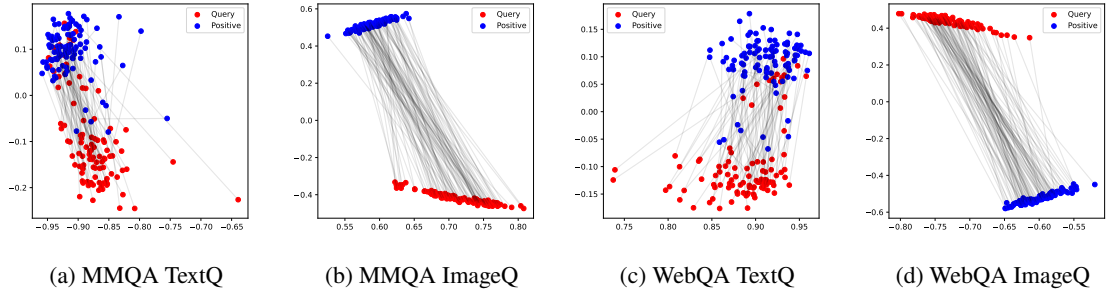 Query
Positive
0.1
0.0
−0.1
−0.2
−0.95 −0.90 −0.85 −0.80 −0.75 −0.70 −0.65
(a) MMQA TextQ
Query
Positive
0.6
0.4
0.2
0.0
−0.2
−0.4
0.55 0.60 0.65 0.70 0.75 0.80
(b) MMQA ImageQ
Query
Positive
0.15
0.10
0.05
0.00
−0.05
−0.10
−0.15
0.75 0.80 0.85 0.90 0.95
(c) WebQA TextQ
Query
Positive
0.4
0.2
0.0
−0.2
−0.4
−0.6
−0.80 −0.75 −0.70 −0.65 −0.60 −0.55
(d) WebQA ImageQ